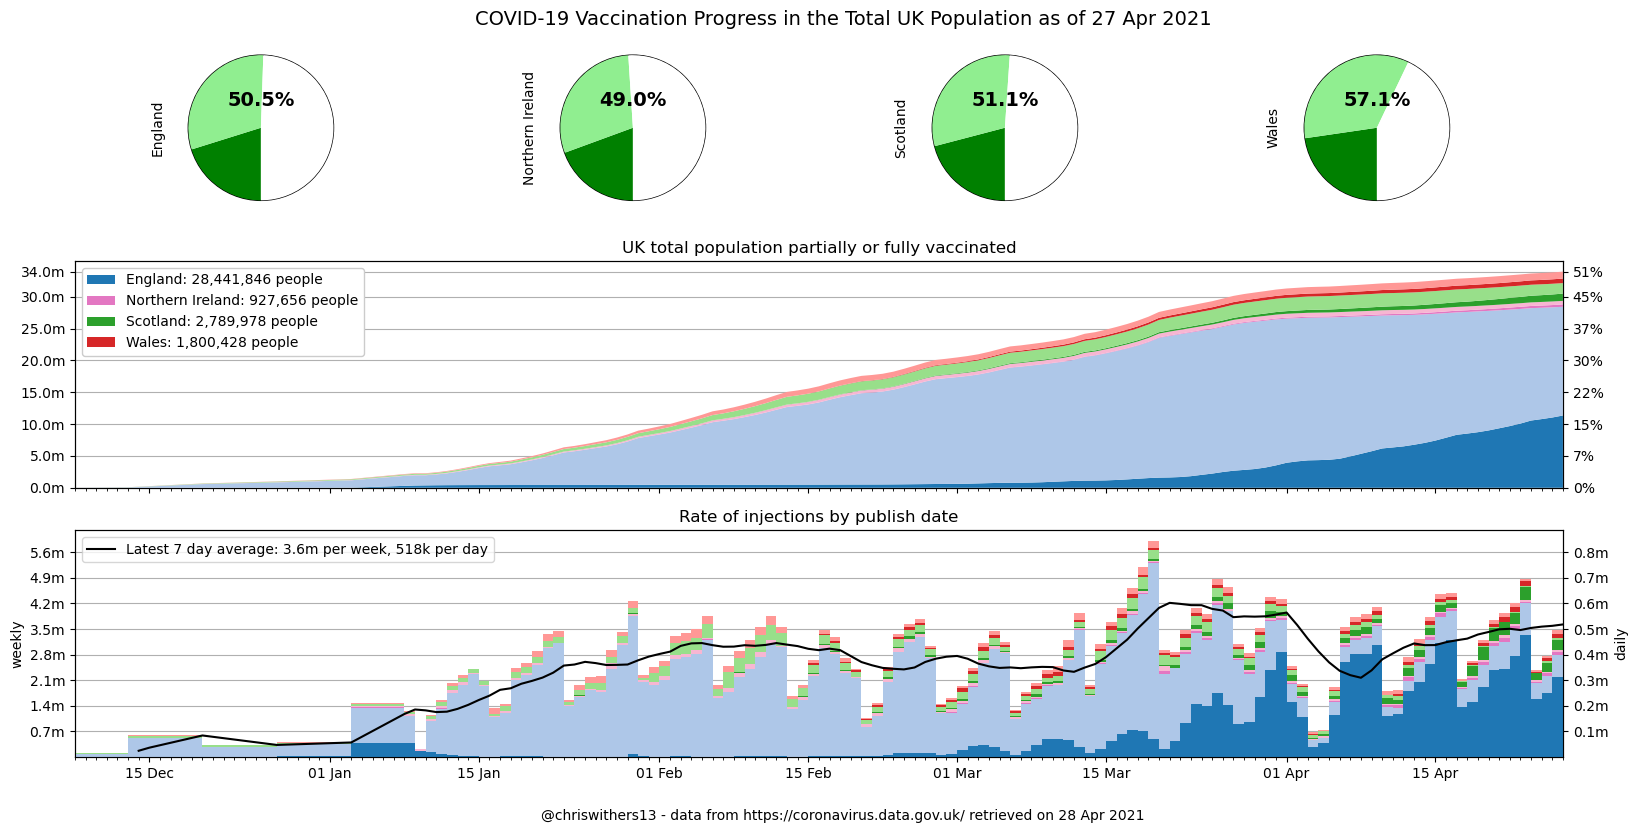 COVID-19 Vaccination Progress in the Total UK Population as of 27 Apr 2021
England
50.5%
Northern Ireland
49.0%
Scotland
51.1%
Wales
57.1%
UK total population partially or fully vaccinated
34.0m
30.0m
25.0m
20.0m
15.0m
10.0m
5.0m
0.0m
England: 28,441,846 people
Northern Ireland: 927,656 people
Scotland: 2,789,978 people
Wales: 1,800,428 people
51%
45%
37%
30%
22%
15%
7%
0%
Rate of injections by publish date
weekly
5.6m
4.9m
4.2m
3.5m
2.8m
2.1m
1.4m
0.7m
Latest 7 day average: 3.6m per week, 518k per day
0.8m
0.7m
0.6m
0.5m
0.4m
0.3m
0.2m
0.1m
daily
15 Dec
01 Jan
15 Jan
01 Feb
15 Feb
01 Mar
15 Mar
01 Apr
15 Apr
@chriswithers13 - data from https://coronavirus.data.gov.uk/ retrieved on 28 Apr 2021